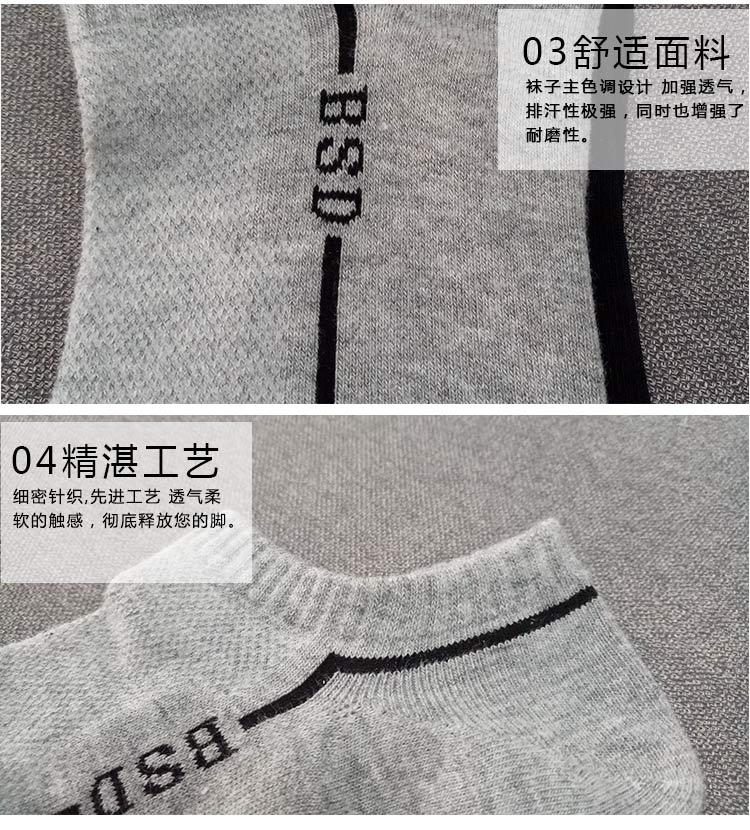 03舒适面料
袜子主色调设计 加强透气，
排汗性极强，同时也增强了
耐磨性。
BSD
04精湛工艺
细密针织,先进工艺 透气柔
软的触感，彻底释放您的脚。
BSD